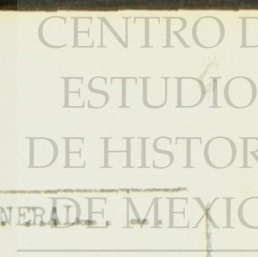 CENTRO D
ESTUDIO
DE HISTOR
NERAL
DE MEXIC